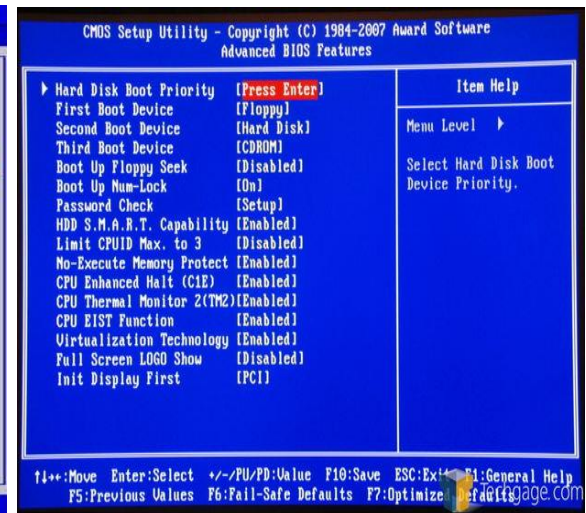 CMOS Setup Utility - Copyright (C) 1984-2007 Award Software
Advanced BIOS Features
Hard Disk Boot Priority [Press Enter]
First Boot Device [Floppy]
Second Boot Device [Hard Disk]
Third Boot Device [CDROM]
Boot Up Floppy Seek [Disabled]
Boot Up Num-Lock [On]
Password Check [Setup]
HDD S.M.A.R.T. Capability [Enabled]
Limit CPUID Max. to 3 [Disabled]
No-Execute Memory Protect [Enabled]
CPU Enhanced Halt (C1E) [Enabled]
CPU Thermal Monitor 2(TM2)[Enabled]
CPU EIST Function [Enabled]
Virtualization Technology [Enabled]
Full Screen LOGO Show [Disabled]
Init Display First [PCI]
Item Help
Menu Level
Select Hard Disk Boot
Device Priority.
↑↓→←:Move Enter:Select +/-/PU/PD:Value F10:Save ESC:Exit F1:General Help
F5:Previous Values F6:Fail-Safe Defaults F7:Optimized Defaults
Techgage.com